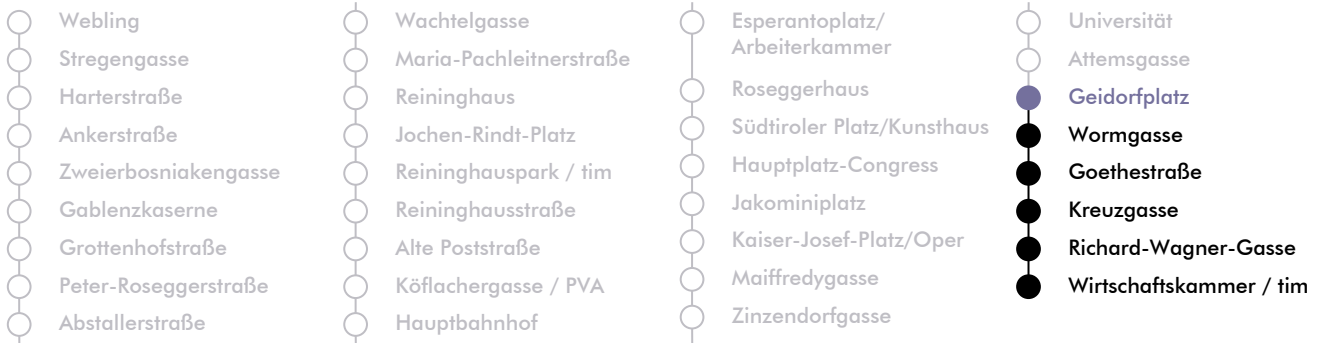 Webling
Stregengasse
Harterstraße
Ankerstraße
Zweierbosniakengasse
Gablenzkaserne
Grottenhofstraße
Peter-Roseggerstraße
Abstallerstraße
Wachtelgasse
Maria-Pachleitnerstraße
Reininghaus
Jochen-Rindt-Platz
Reininghauspark / tim
Reininghausstraße
Alte Poststraße
Köflachergasse / PVA
Hauptbahnhof
Esperantoplatz/
Arbeiterkammer
Roseggerhaus
Südtiroler Platz/Kunsthaus
Hauptplatz-Congress
Jakominiplatz
Kaiser-Josef-Platz/Oper
Maiffredygasse
Zinzendorfgasse
Universität
Attemsgasse
Geidorfplatz
Wormgasse
Goethestraße
Kreuzgasse
Richard-Wagner-Gasse
Wirtschaftskammer / tim